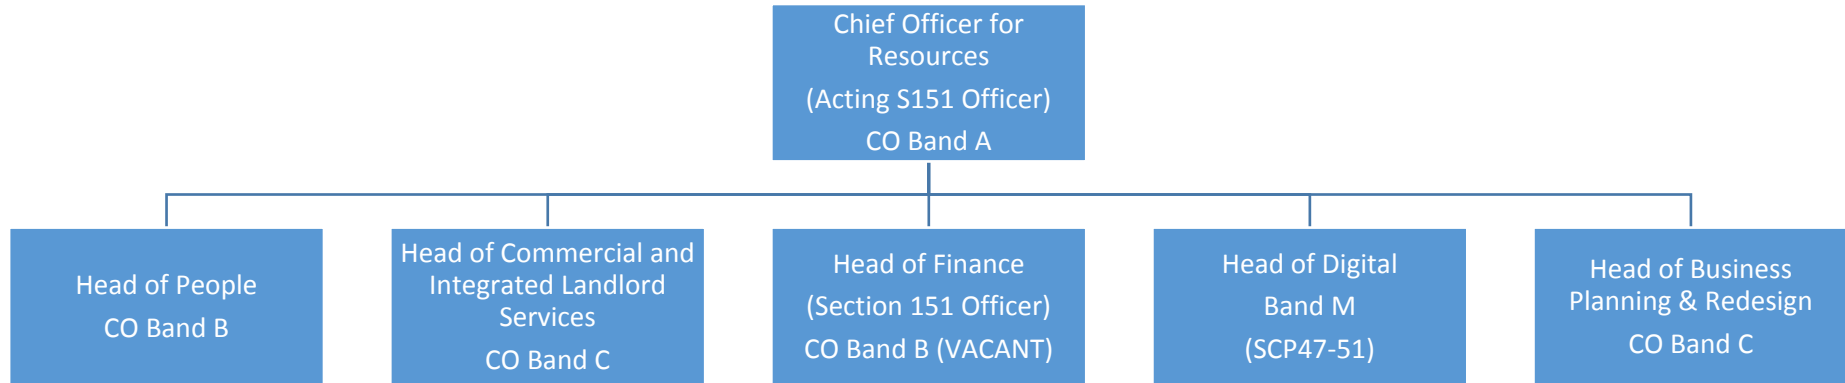 Chief Officer for
Resources
(Acting S151 Officer)
CO Band A
Head of People
CO Band B
Head of Commercial and
Integrated Landlord
Services
CO Band C
Head of Finance
(Section 151 Officer)
CO Band B (VACANT)
Head of Digital
Band M
(SCP47-51)
Head of Business
Planning & Redesign
CO Band C